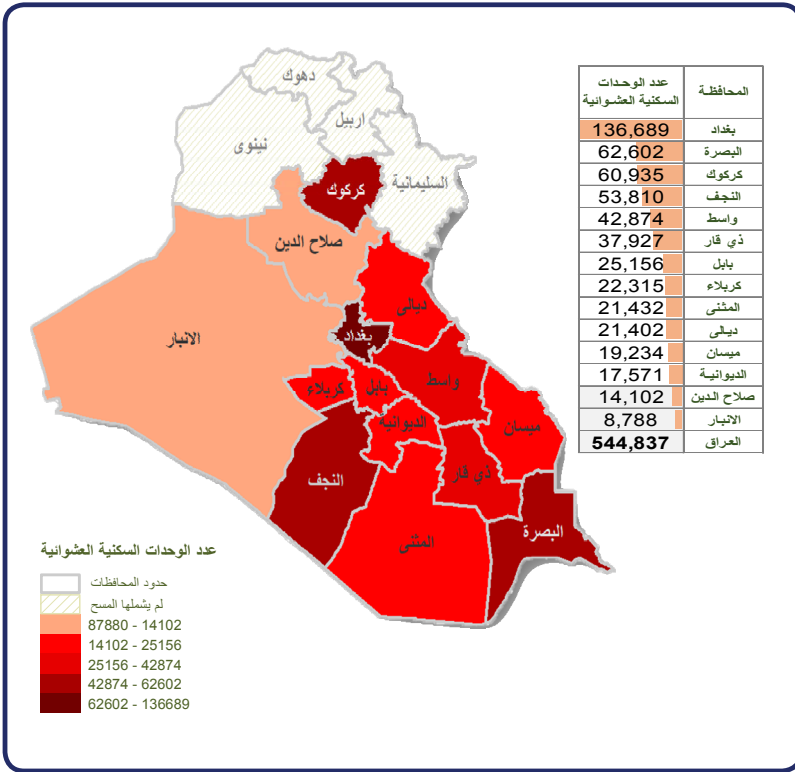 المحافظة عدد الوحدات السكنية العشوائية
بغداد 136,689
البصرة 62,602
كركوك 60,935
النجف 53,810
واسط 42,874
ذي قار 37,927
بابل 25,156
كربلاء 22,315
المثنى 21,432
ديالى 21,402
ميسان 19,234
الديوانية 17,571
صلاح الدين 14,102
الانبار 8,788
العراق 544,837
دهوك
اربيل
نينوى
السليمانية
كركوك
صلاح الدين
ديالى
الانبار
بغداد
واسط
بابل
كربلاء
الديوانية
ميسان
النجف
ذي قار
البصرة
المثنى
عدد الوحدات السكنية العشوائية
حدود المحافظات
لم يشملها المسح
87880 - 14102
14102 - 25156
25156 - 42874
42874 - 62602
62602 - 136689